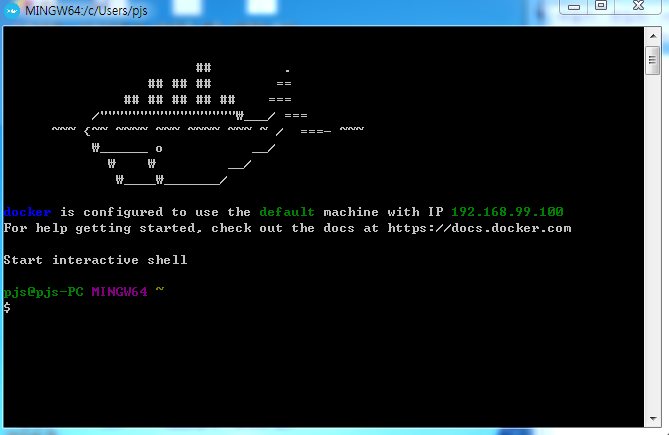 MINGW64:/c/Users/pjs
                        ##         .
                  ## ## ##        ==
               ## ## ## ## ##    ===
           /"""""""""""""""""₩___/ ===
      ~~~ {~~ ~~~~ ~~~ ~~~~ ~~~ ~ /  ===- ~~~
           ₩______ o           __/
             ₩    ₩         __/
              ₩____₩_______/
docker is configured to use the default machine with IP 192.168.99.100
For help getting started, check out the docs at https://docs.docker.com
Start interactive shell
pjs@pjs-PC MINGW64 ~
$